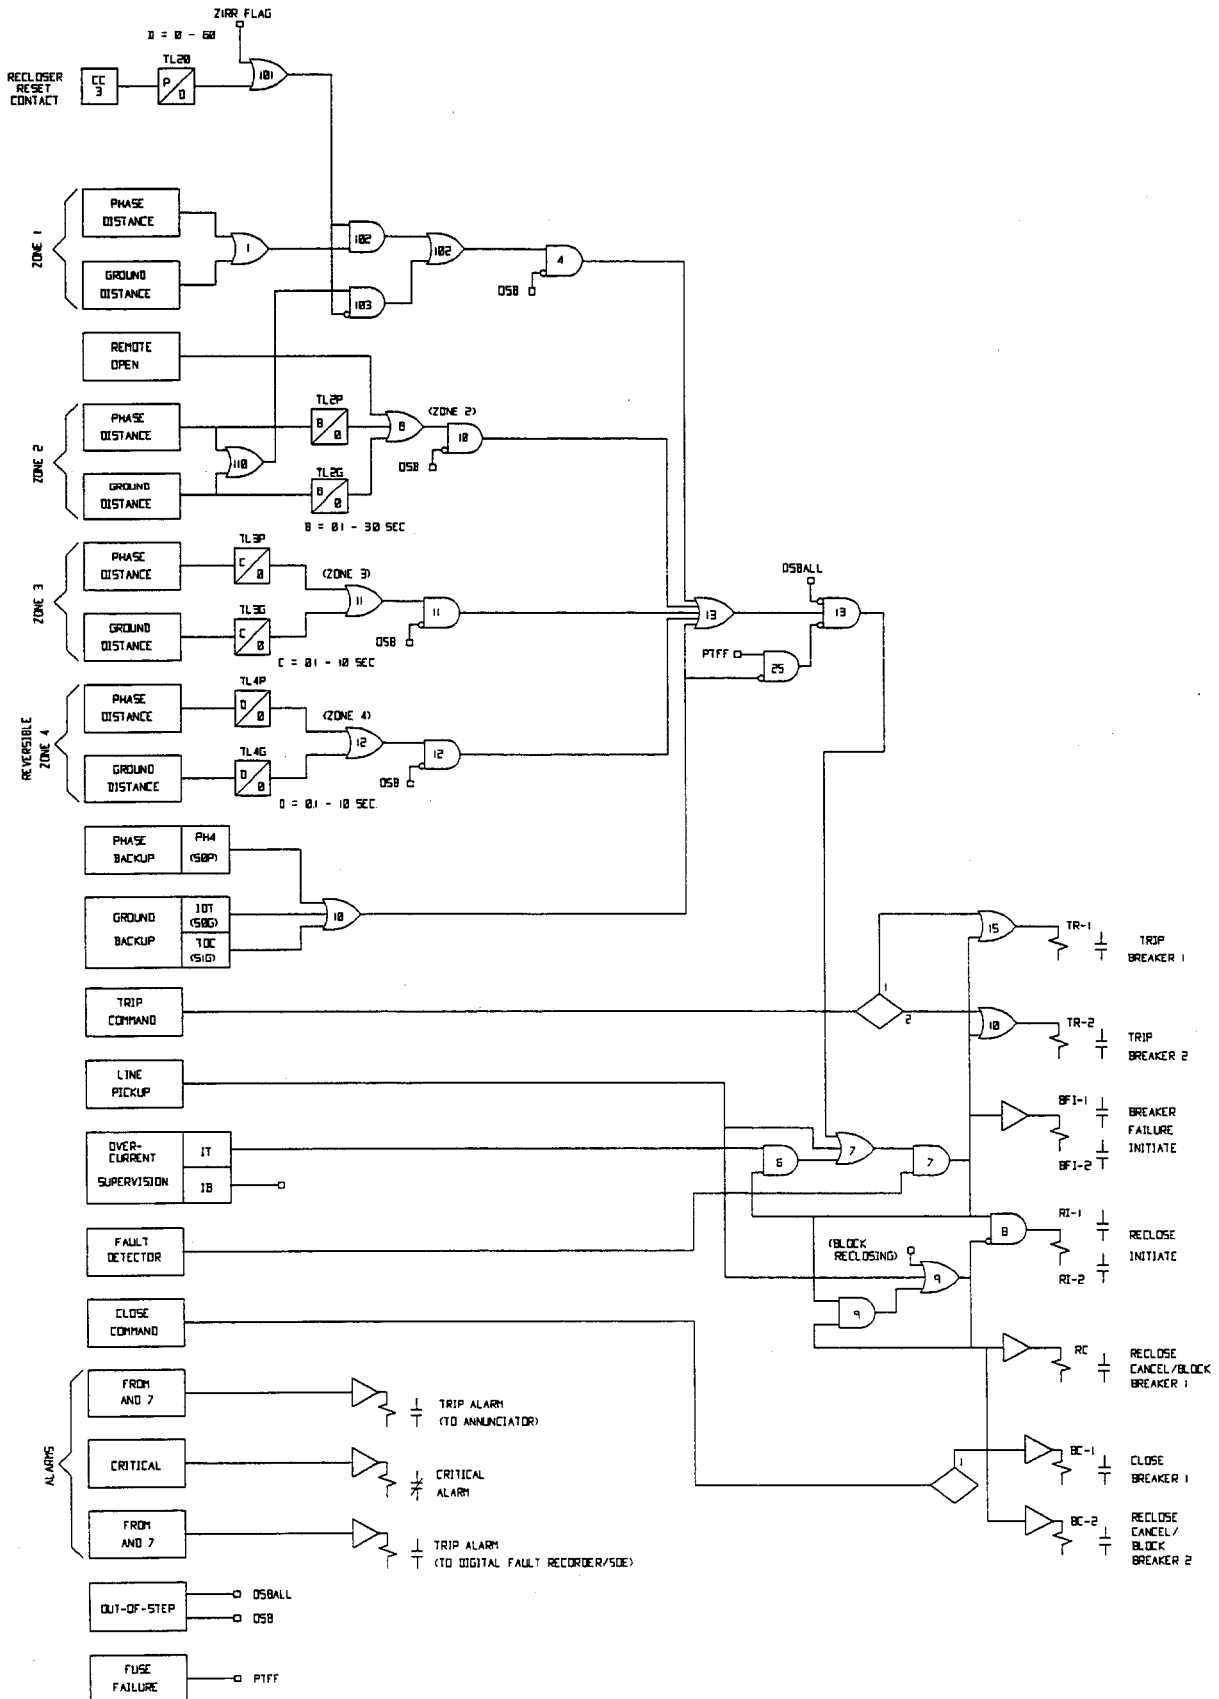 ZIRR FLAG
D = 0 - 60
TL20
RECLOSER
RESET
CONTACT
CC
3
P
D
101
ZONE 1
PHASE
DISTANCE
GROUND
DISTANCE
1
102
102
103
4
OSB
REMOTE
OPEN
ZONE 2
PHASE
DISTANCE
GROUND
DISTANCE
110
TL2P
B
0
TL2G
B
0
B = 0.1 - 3.0 SEC
8
(ZONE 2)
10
OSB
ZONE 3
PHASE
DISTANCE
GROUND
DISTANCE
TL3P
C
0
TL3G
C
0
C = 0.1 - 10 SEC
(ZONE 3)
11
11
OSB
13
OSBALL
13
PTFF
25
REVERSIBLE
ZONE 4
PHASE
DISTANCE
GROUND
DISTANCE
TL4P
D
0
TL4G
D
0
D = 0.1 - 10 SEC.
(ZONE 4)
12
12
OSB
PHASE
BACKUP
PH4
(50P)
GROUND
BACKUP
IOT
(50G)
TOC
(51G)
10
TRIP
COMMAND
1
2
15
TR-1
TRIP
BREAKER 1
10
TR-2
TRIP
BREAKER 2
LINE
PICKUP
OVER-
CURRENT
SUPERVISION
IT
IB
6
7
7
BFI-1
BFI-2
BREAKER
FAILURE
INITIATE
FAULT
DETECTOR
8
RI-1
RI-2
RECLOSE
INITIATE
(BLOCK
RECLOSING)
9
9
CLOSE
COMMAND
RC
RECLOSE
CANCEL/BLOCK
BREAKER 1
ALARMS
FROM
AND 7
TRIP ALARM
(TO ANNUNCIATOR)
CRITICAL
CRITICAL
ALARM
FROM
AND 7
TRIP ALARM
(TO DIGITAL FAULT RECORDER/SOE)
1
BC-1
CLOSE
BREAKER 1
BC-2
RECLOSE
CANCEL/
BLOCK
BREAKER 2
OUT-OF-STEP
OSBALL
OSB
FUSE
FAILURE
PTFF